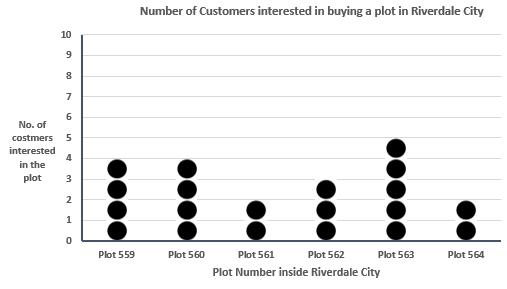 Number of Customers interested in buying a plot in Riverdale City
10
9
8
7
6
5
4
3
2
1
0
No. of
costmers
interested
in the
plot
Plot 559 Plot 560 Plot 561 Plot 562 Plot 563 Plot 564
Plot Number inside Riverdale City